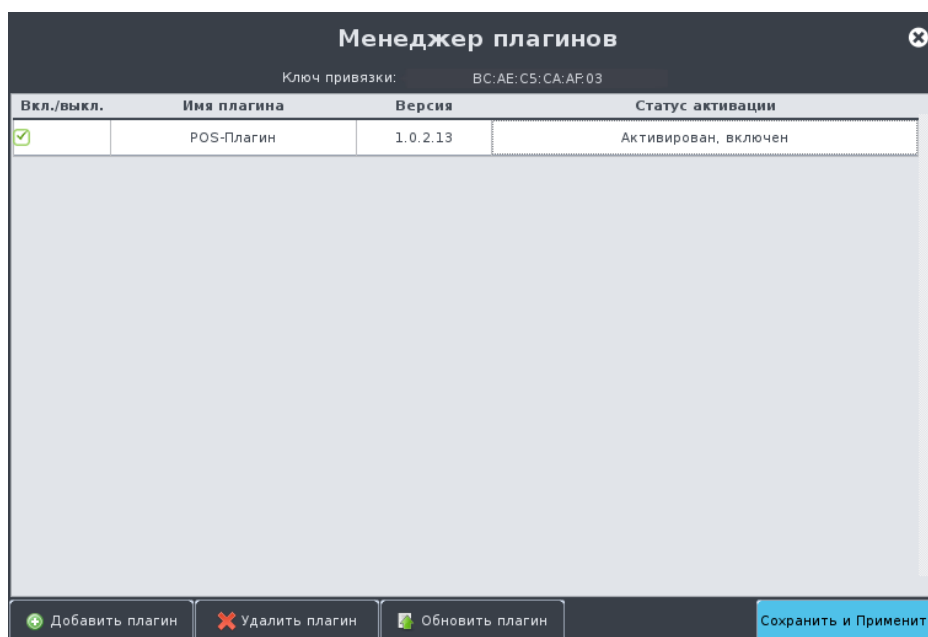 Менеджер плагинов
Ключ привязки: BC:AE:C5:CA:AF:03
Вкл./выкл. Имя плагина Версия Статус активации
POS-Плагин 1.0.2.13 Активирован, включен
Добавить плагин Удалить плагин Обновить плагин Сохранить и Применит